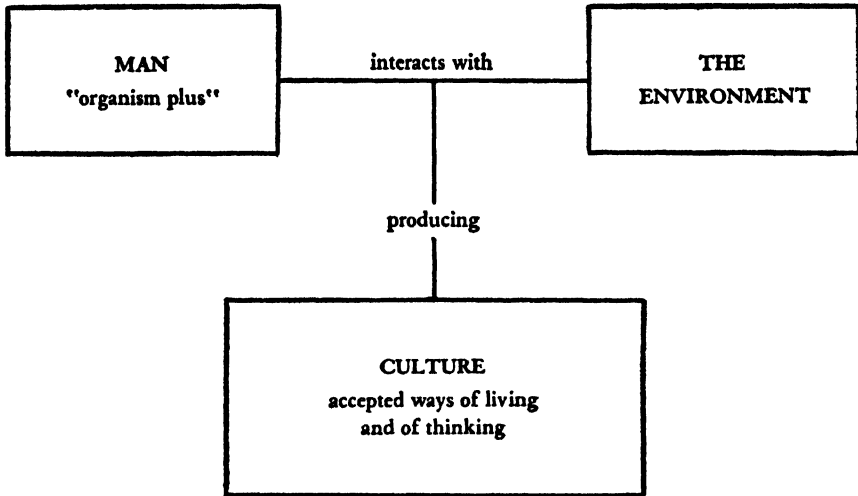 MAN
"organism plus"
interacts with
THE
ENVIRONMENT
producing
CULTURE
accepted ways of living
and of thinking